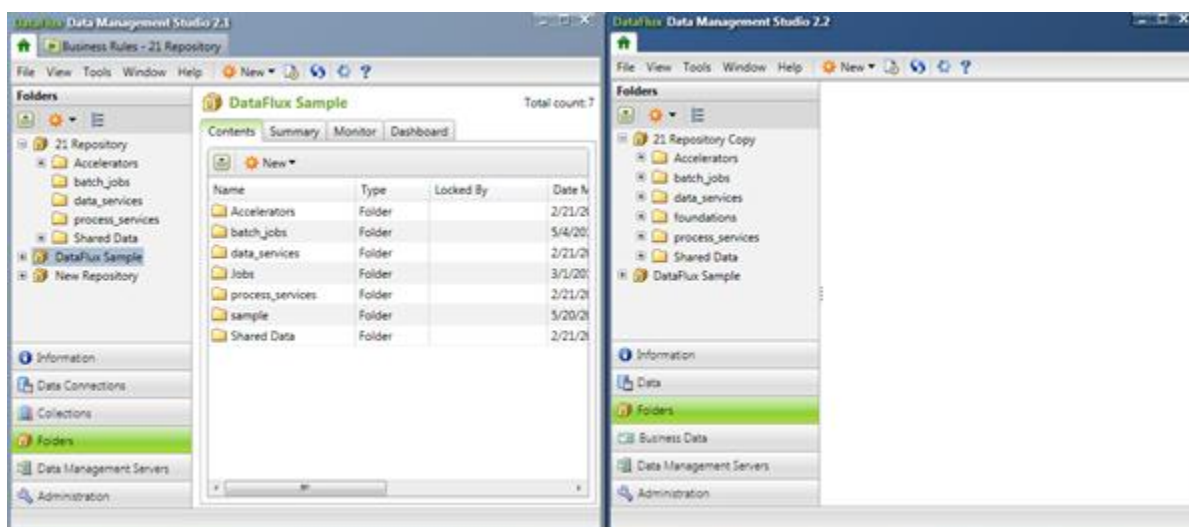 DataFlux Data Management Studio 2.1
Business Rules - 21 Repository
File View Tools Window Help New
Folders
21 Repository
Accelerators
batch_jobs
data_services
process_services
Shared Data
DataFlux Sample
New Repository
Information
Data Connections
Collections
Folders
Data Management Servers
Administration
DataFlux Sample
Total count: 7
Contents Summary Monitor Dashboard
New
Name Type Locked By Date M
Accelerators Folder 2/21/20
batch_jobs Folder 5/4/20
data_services Folder 2/21/20
Jobs Folder 3/1/20
process_services Folder 2/21/20
sample Folder 5/20/20
Shared Data Folder 2/21/20
DataFlux Data Management Studio 2.2
File View Tools Window Help New
Folders
21 Repository Copy
Accelerators
batch_jobs
data_services
foundations
process_services
Shared Data
DataFlux Sample
Information
Data
Folders
Business Data
Data Management Servers
Administration